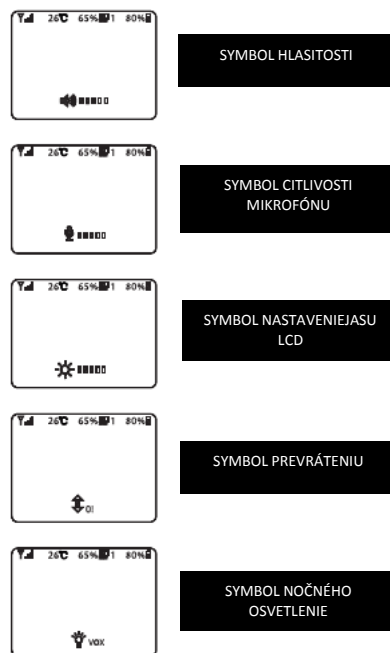 26°C 65% 1 80%
SYMBOL HLASITOSTI
26°C 65% 1 80%
SYMBOL CITLIVOSTI
MIKROFÓNU
26°C 65% 1 80%
SYMBOL NASTAVENIEJASU
LCD
26°C 65% 1 80%
SYMBOL PREVRÁTENIU
26°C 65% 1 80%
VOX
SYMBOL NOČNÉHO
OSVETLENIE